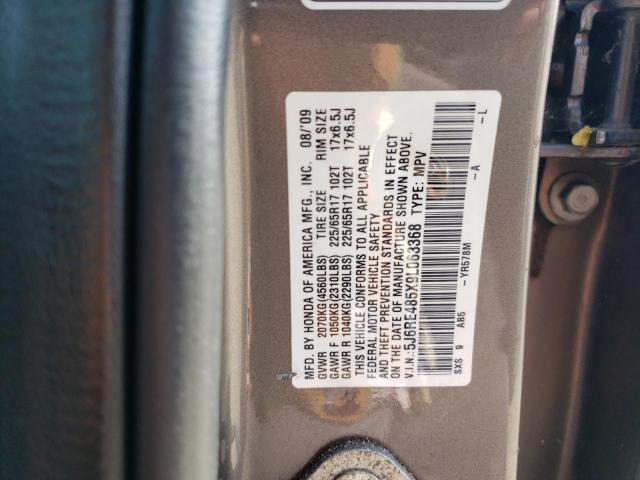 MFD. BY HONDA OF AMERICA MFG., INC. 08/'09
GVWR 2070KG(4560LBS) TIRE SIZE RIM SIZE
GAWR F 1050KG(2310LBS) 225/65R17 102T 17x6.5J
GAWR R 1040KG(2290LBS) 225/65R17 102T 17x6.5J
THIS VEHICLE CONFORMS TO ALL APPLICABLE
FEDERAL MOTOR VEHICLE SAFETY
AND THEFT PREVENTION STANDARDS IN EFFECT
ON THE DATE OF MANUFACTURE SHOWN ABOVE.
V.I.N.:5J6RE485X9L063368 TYPE: MPV
SXS 9 AB5 -YR578M -A -L